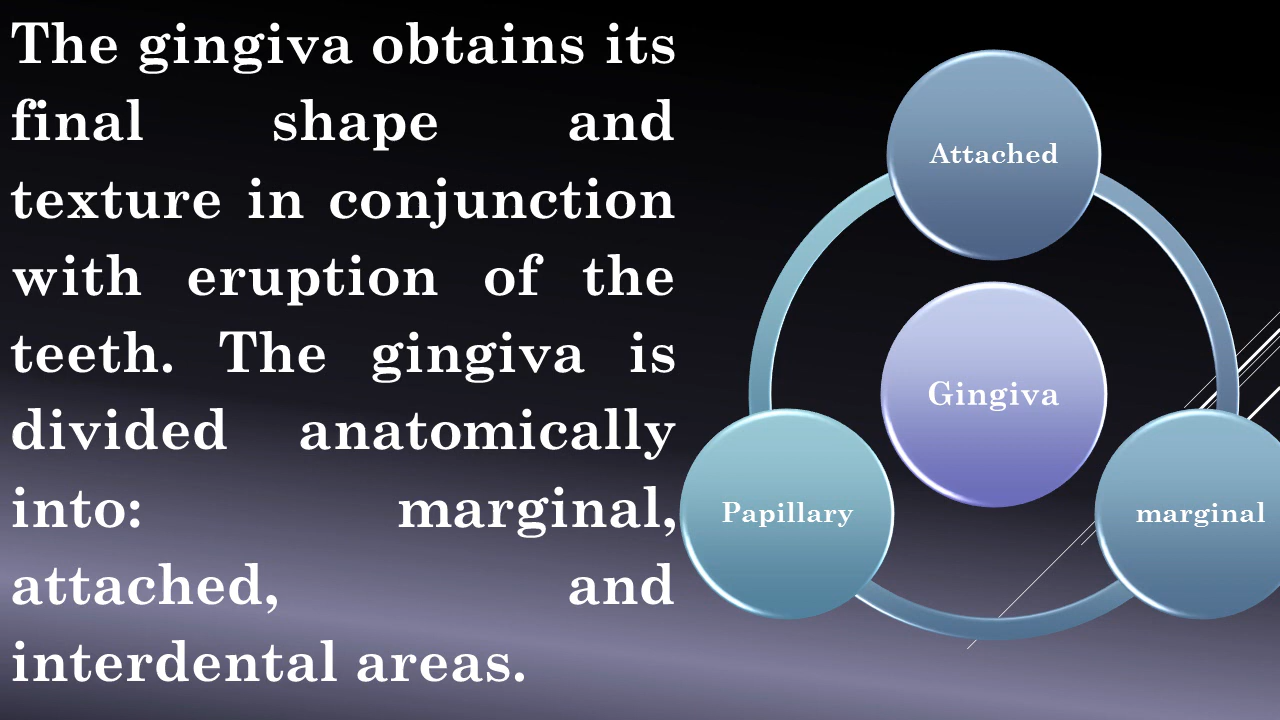 The gingiva obtains its
final shape and
texture in conjunction
with eruption of the
teeth. The gingiva is
divided anatomically
into: marginal,
attached, and
interdental areas.
Attached
Gingiva
Papillary
marginal